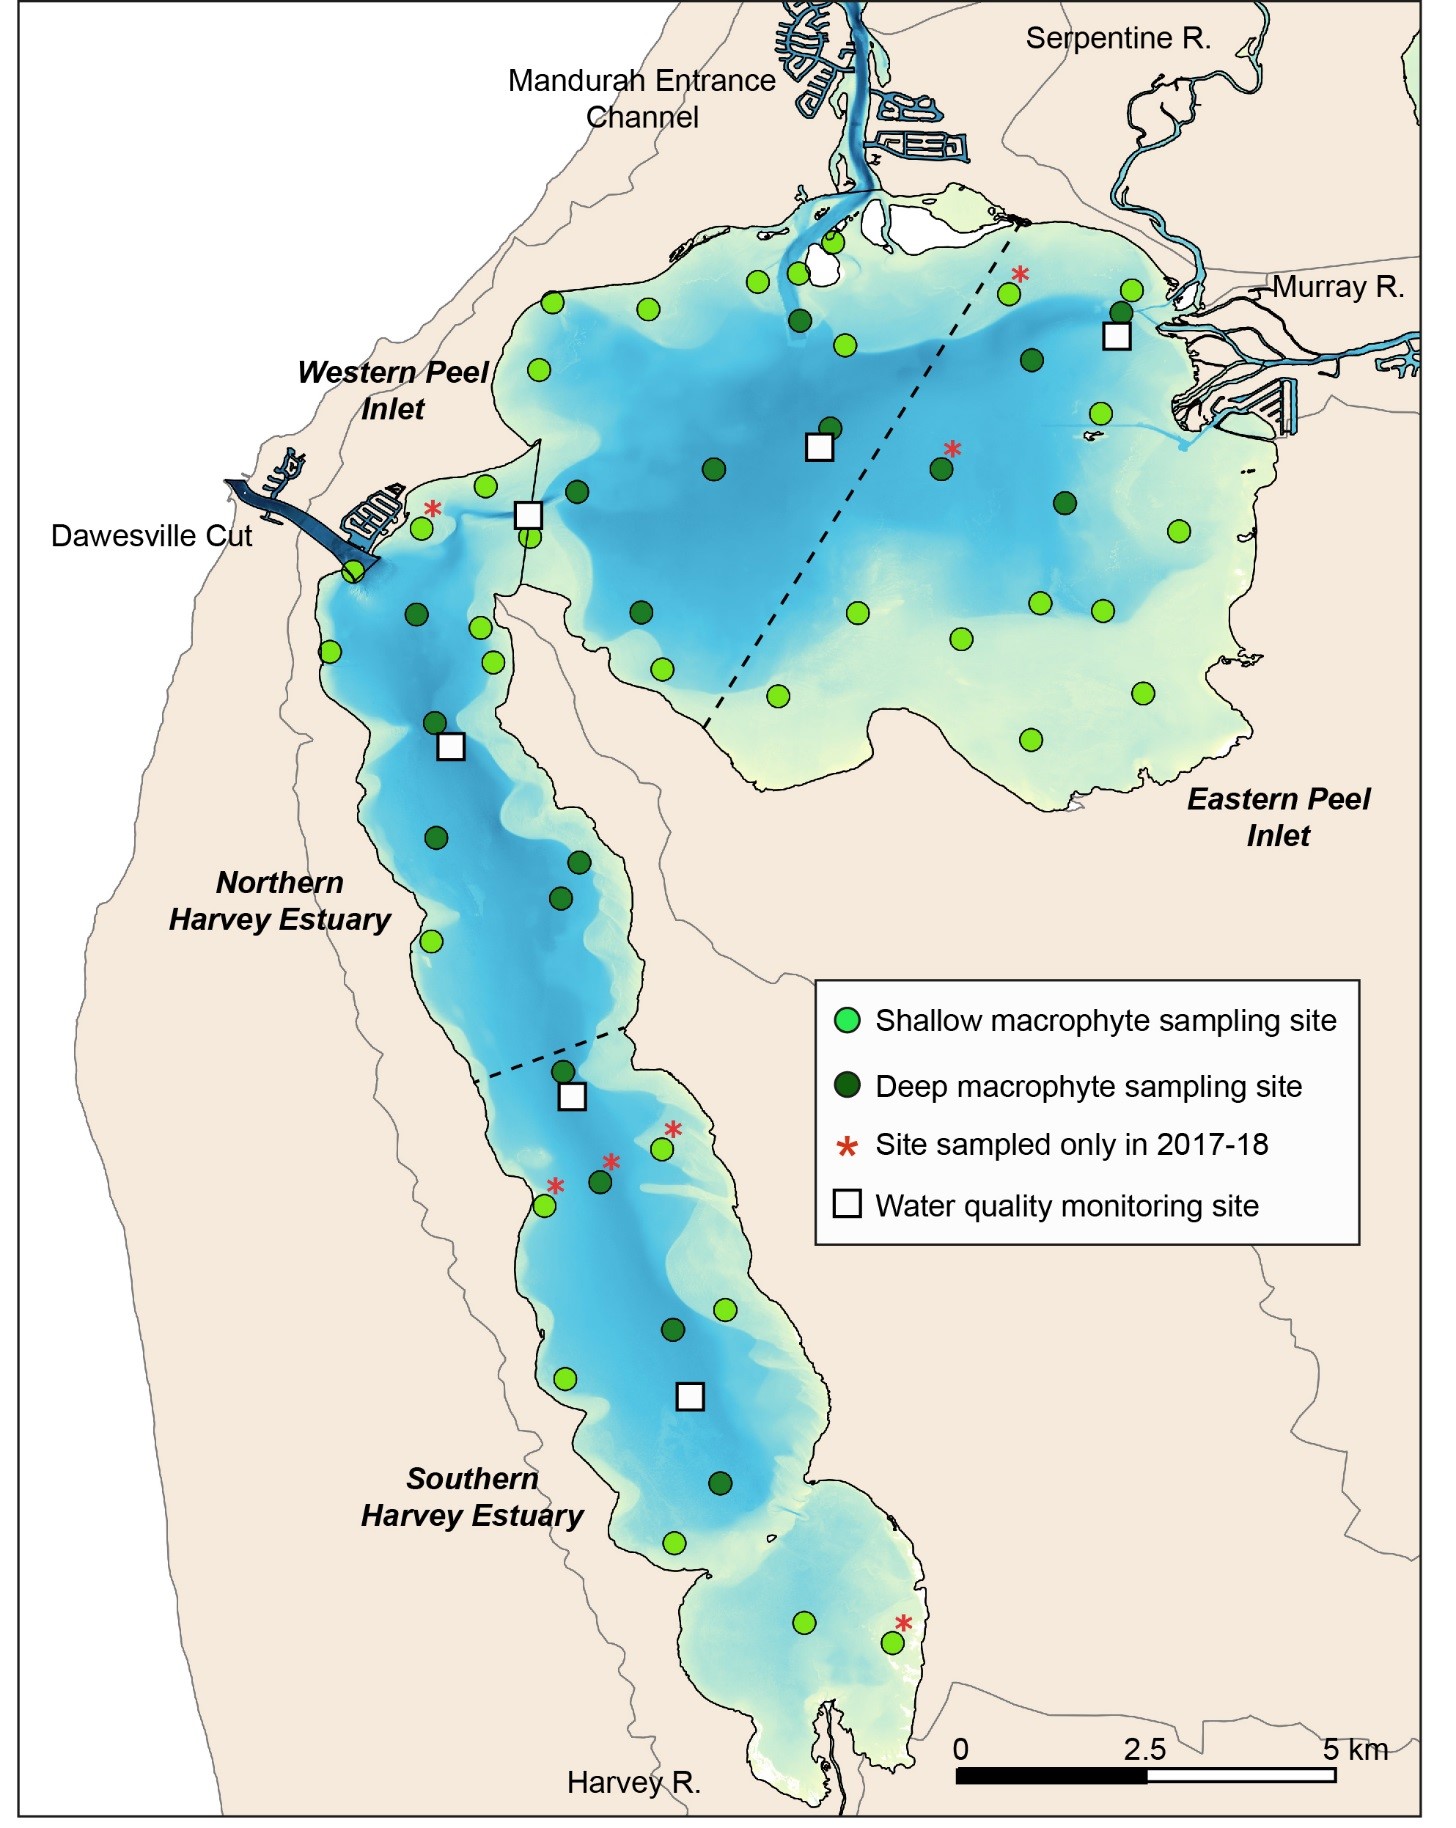 Serpentine R.
Mandurah Entrance
Channel
Murray R.
Western Peel
Inlet
Dawesville Cut
Eastern Peel
Inlet
Northern
Harvey Estuary
Shallow macrophyte sampling site
Deep macrophyte sampling site
* Site sampled only in 2017-18
Water quality monitoring site
Southern
Harvey Estuary
Harvey R.
0 2.5 5 km